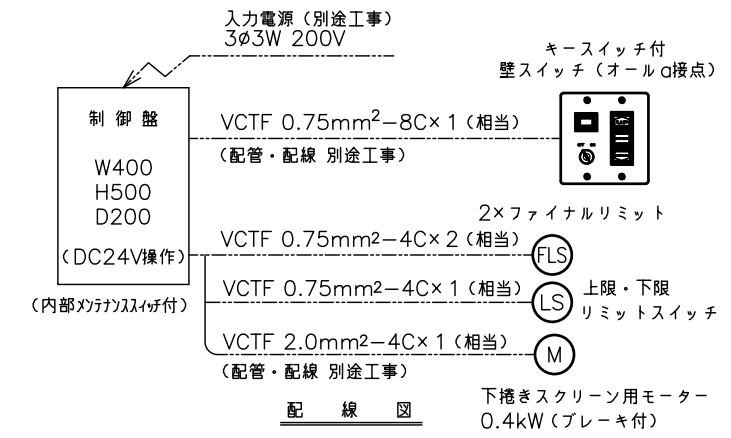 入力電源（別途工事）
3φ3W 200V
キースイッチ付
壁スイッチ（オールa接点）
制御盤
W400
H500
D200
（DC24V操作）
（内部メンテナンススイッチ付）
VCTF 0.75mm²−8C×1（相当）
（配管・配線 別途工事）
OFF ON
2×ファイナルリミット
VCTF 0.75mm2−4C×2（相当）
FLS
VCTF 0.75mm2−4C×1（相当）
LS
上限・下限
リミットスイッチ
VCTF 2.0mm2−4C×1（相当）
M
（配管・配線 別途工事）
下捲きスクリーン用モーター
0.4kW（ブレーキ付）
配線図